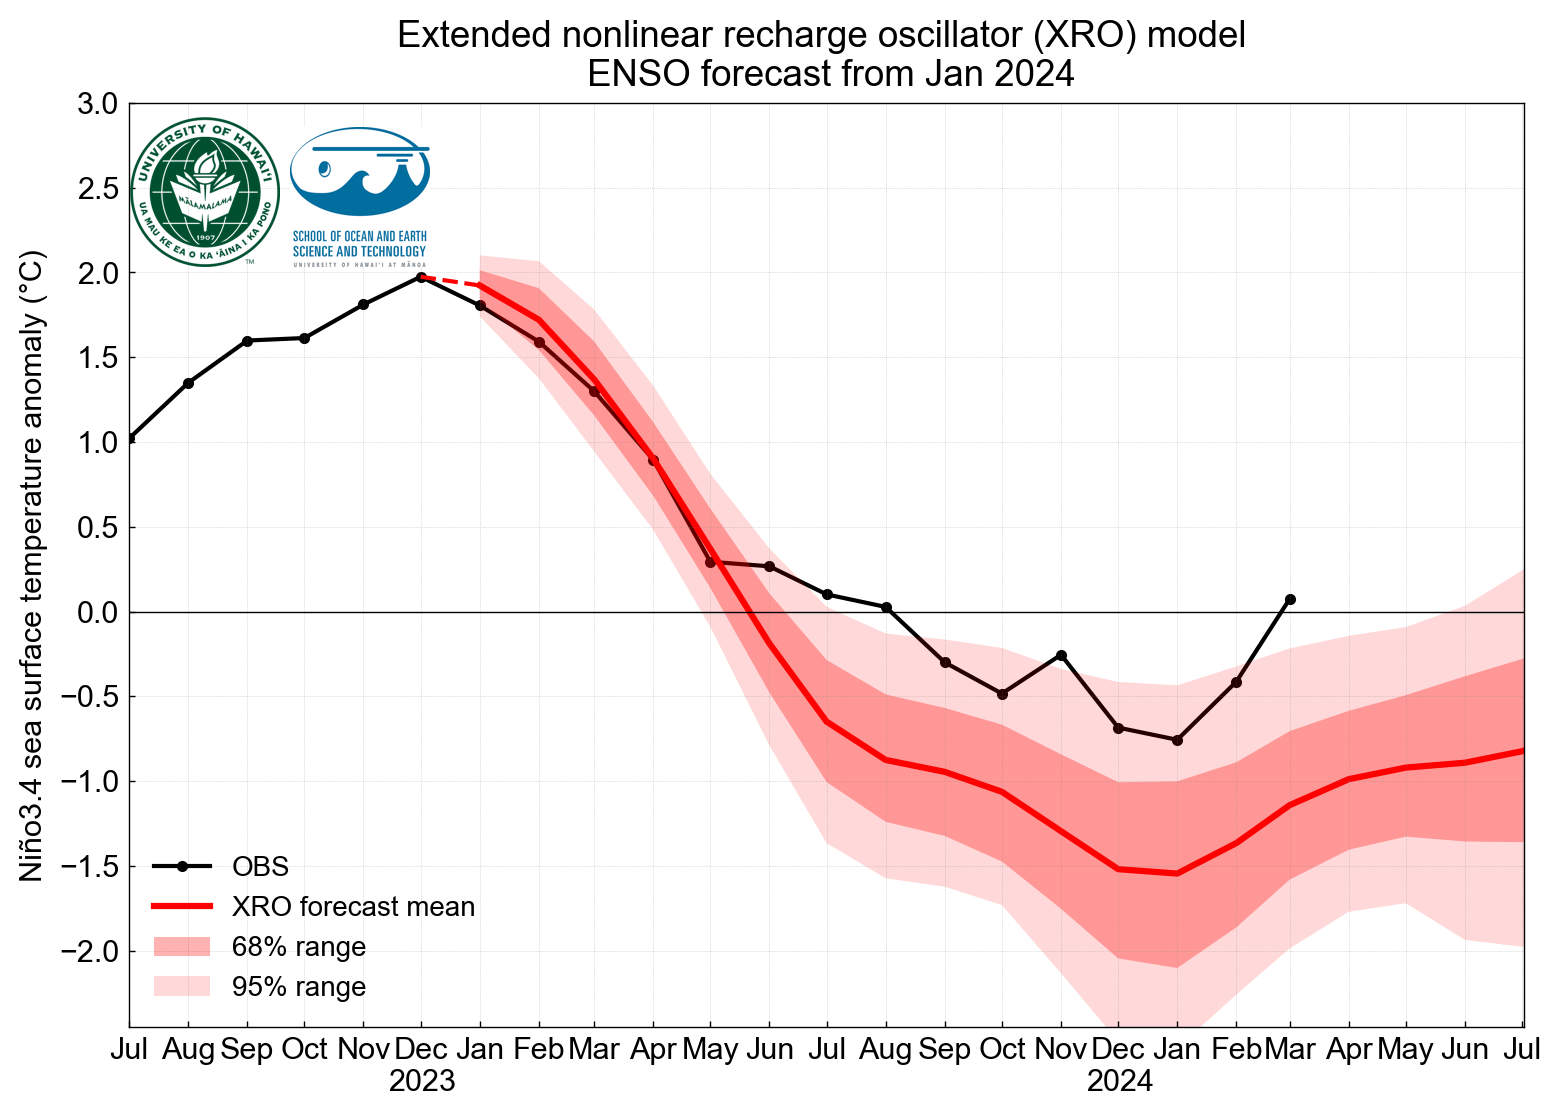 Extended nonlinear recharge oscillator (XRO) model
ENSO forecast from Jan 2024
3.0
2.5
2.0
1.5
1.0
0.5
0.0
−0.5
−1.0
−1.5
−2.0
Niño3.4 sea surface temperature anomaly (°C)
UNIVERSITY OF HAWAI‘I
MĀLAMALAMA
1907
UA MAU KE EA O KA ‘ĀINA I KA PONO
TM
SCHOOL OF OCEAN AND EARTH
SCIENCE AND TECHNOLOGY
UNIVERSITY OF HAWAI‘I AT MĀNOA
OBS
XRO forecast mean
68% range
95% range
Jul Aug Sep Oct Nov Dec Jan Feb Mar Apr May Jun Jul Aug Sep Oct Nov Dec Jan Feb Mar Apr May Jun Jul
2023 2024